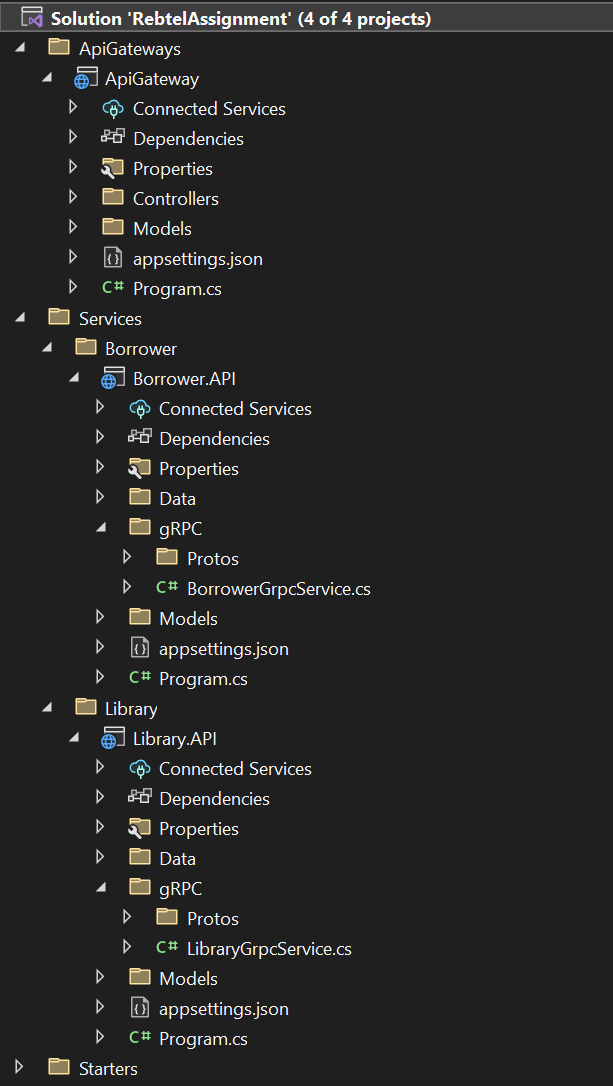 Solution 'RebtelAssignment' (4 of 4 projects)
ApiGateways
ApiGateway
Connected Services
Dependencies
Properties
Controllers
Models
appsettings.json
C# Program.cs
Services
Borrower
Borrower.API
Connected Services
Dependencies
Properties
Data
gRPC
Protos
C# BorrowerGrpcService.cs
Models
appsettings.json
C# Program.cs
Library
Library.API
Connected Services
Dependencies
Properties
Data
gRPC
Protos
C# LibraryGrpcService.cs
Models
appsettings.json
C# Program.cs
Starters